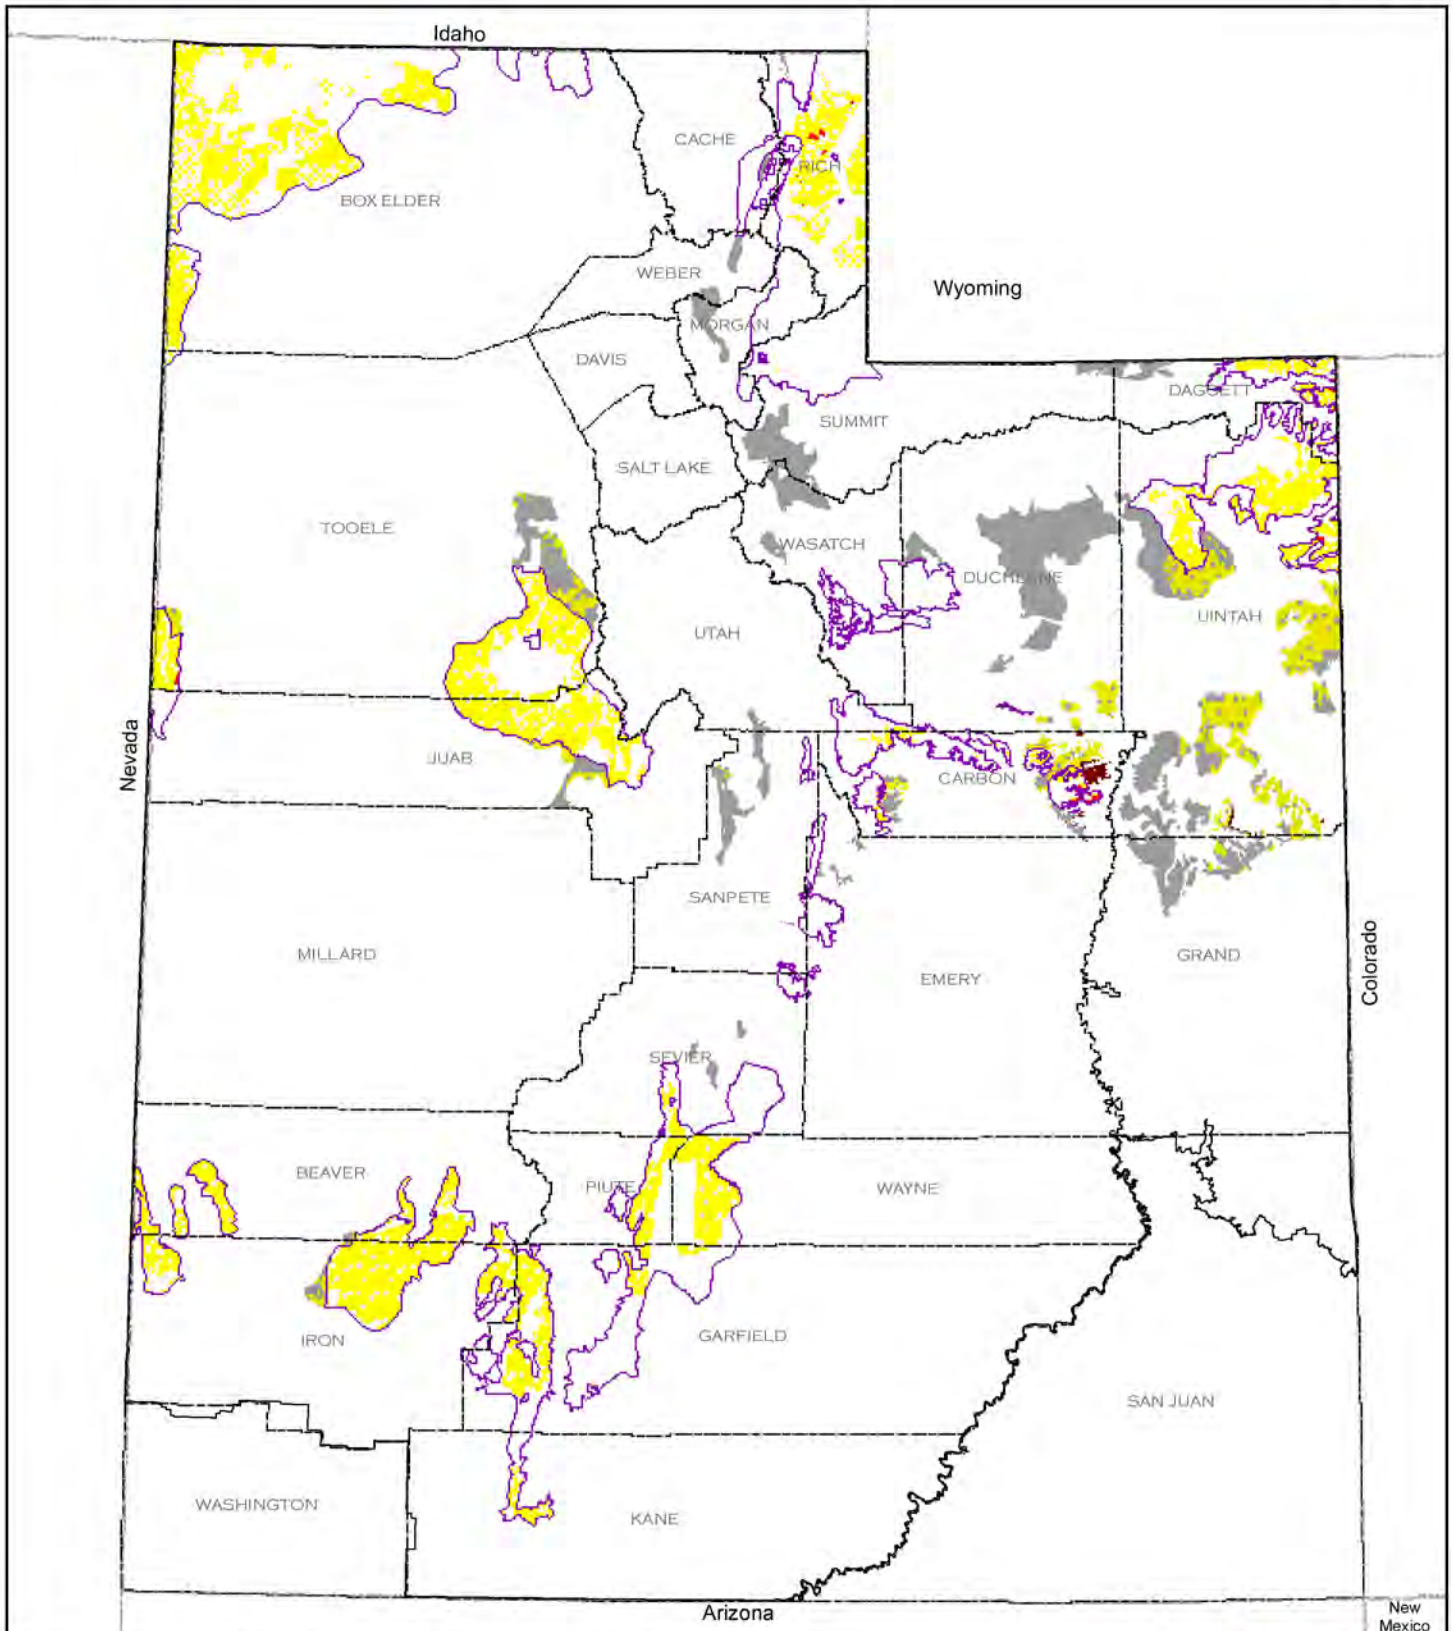 Idaho
CACHE
RICH
BOX ELDER
WEBER
Wyoming
MORGAN
DAVIS
DAGGETT
SUMMIT
SALT LAKE
TOOELE
WASATCH
DUCHESNE
UINTAH
UTAH
Nevada
JUAB
CARBON
SANPETE
MILLARD
EMERY
GRAND
Colorado
SEVIER
BEAVER
PIUTE
WAYNE
IRON
GARFIELD
SAN JUAN
WASHINGTON
KANE
Arizona
New
Mexico